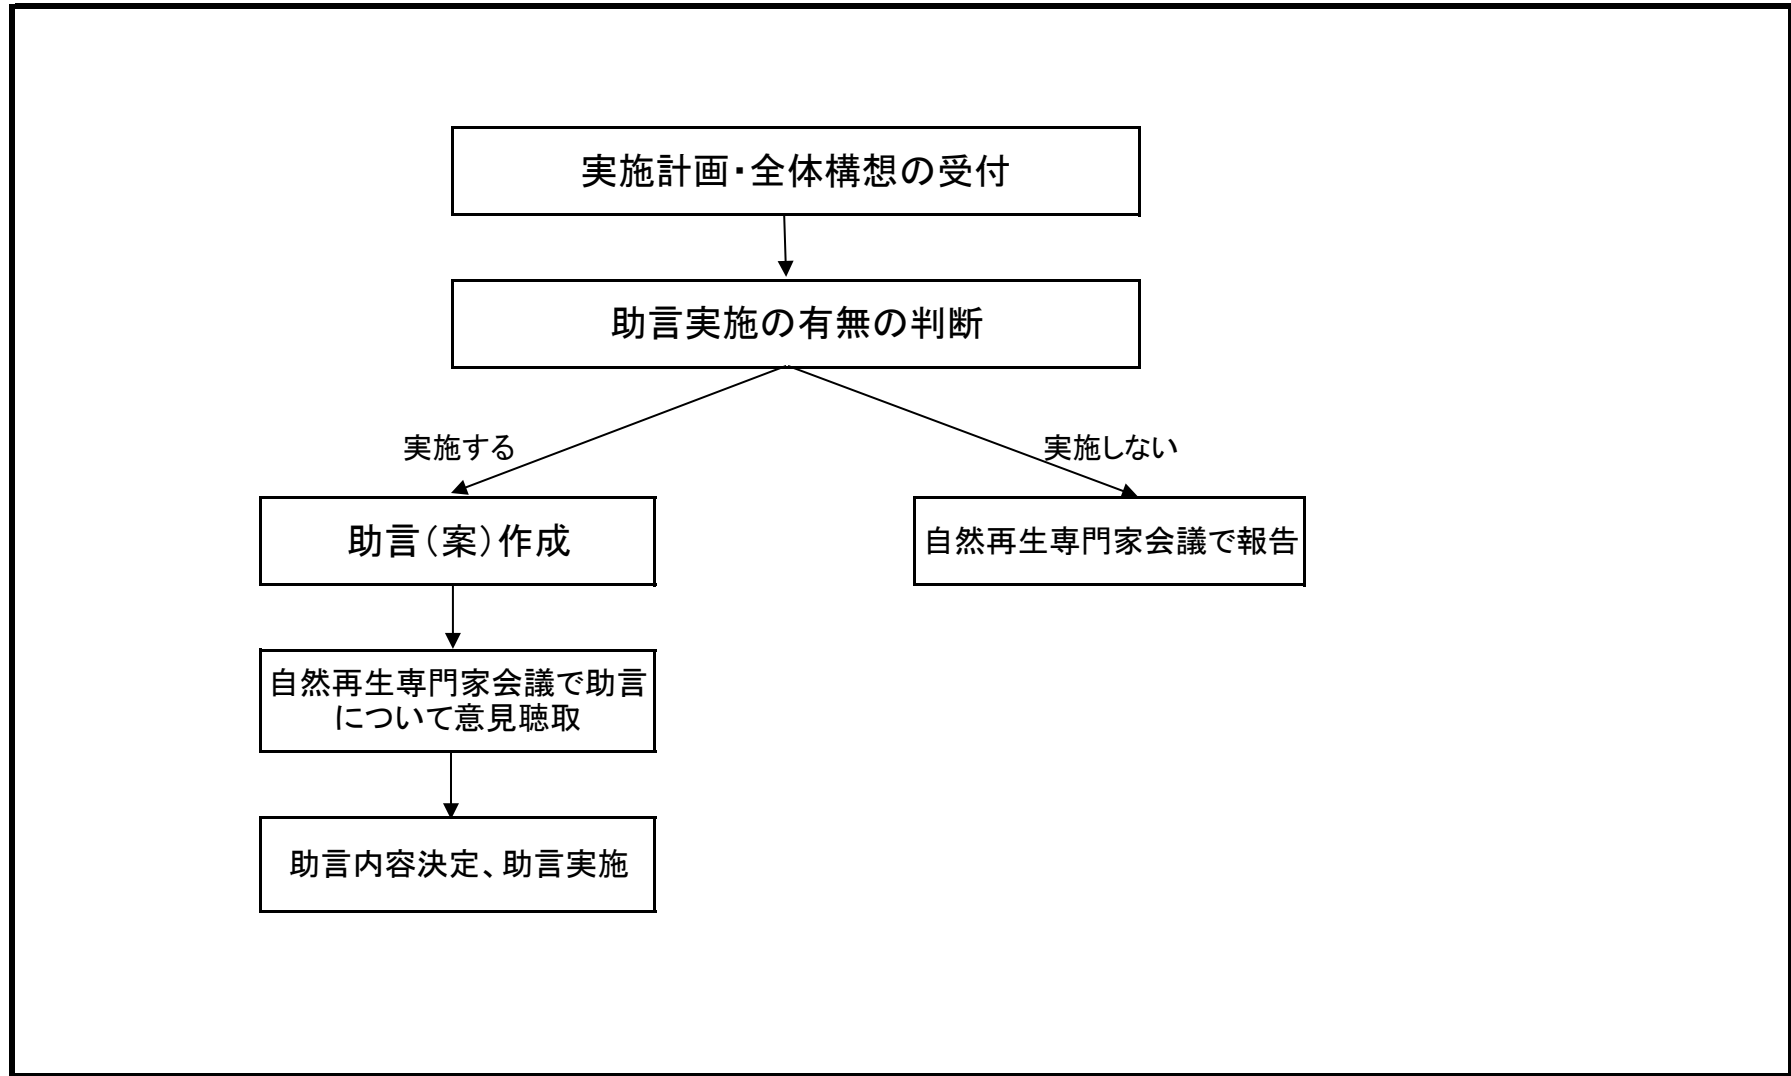 実施計画・全体構想の受付
助言実施の有無の判断
実施する
実施しない
助言（案）作成
自然再生専門家会議で報告
自然再生専門家会議で助言
について意見聴取
助言内容決定、助言実施